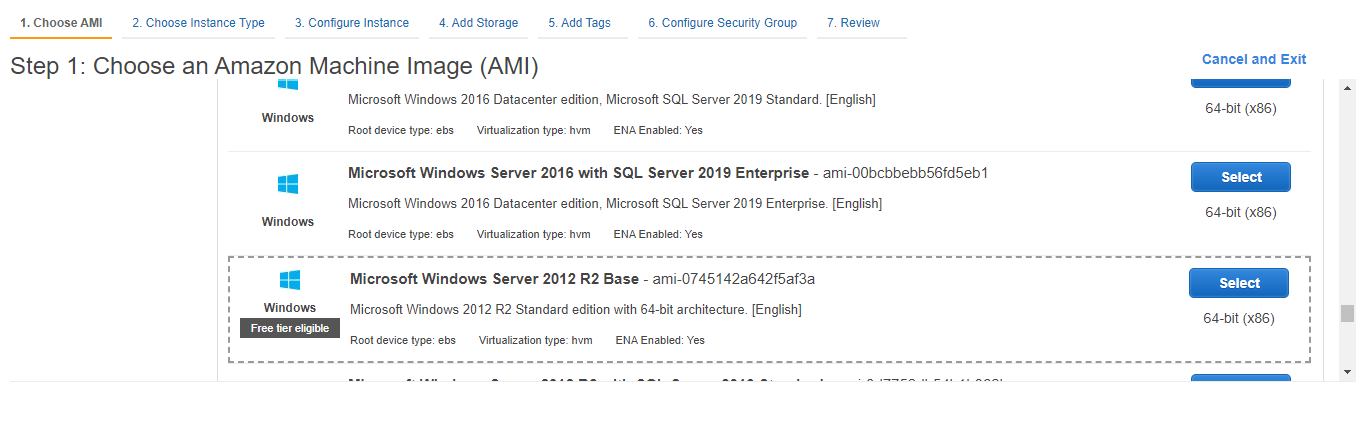 1. Choose AMI 2. Choose Instance Type 3. Configure Instance 4. Add Storage 5. Add Tags 6. Configure Security Group 7. Review
Step 1: Choose an Amazon Machine Image (AMI)
Cancel and Exit
Windows
Microsoft Windows 2016 Datacenter edition, Microsoft SQL Server 2019 Standard. [English]
Root device type: ebs Virtualization type: hvm ENA Enabled: Yes
64-bit (x86)
Windows
Microsoft Windows Server 2016 with SQL Server 2019 Enterprise - ami-00bcbbebb56fd5eb1
Microsoft Windows 2016 Datacenter edition, Microsoft SQL Server 2019 Enterprise. [English]
Root device type: ebs Virtualization type: hvm ENA Enabled: Yes
Select
64-bit (x86)
Windows
Free tier eligible
Microsoft Windows Server 2012 R2 Base - ami-0745142a642f5af3a
Microsoft Windows 2012 R2 Standard edition with 64-bit architecture. [English]
Root device type: ebs Virtualization type: hvm ENA Enabled: Yes
Select
64-bit (x86)